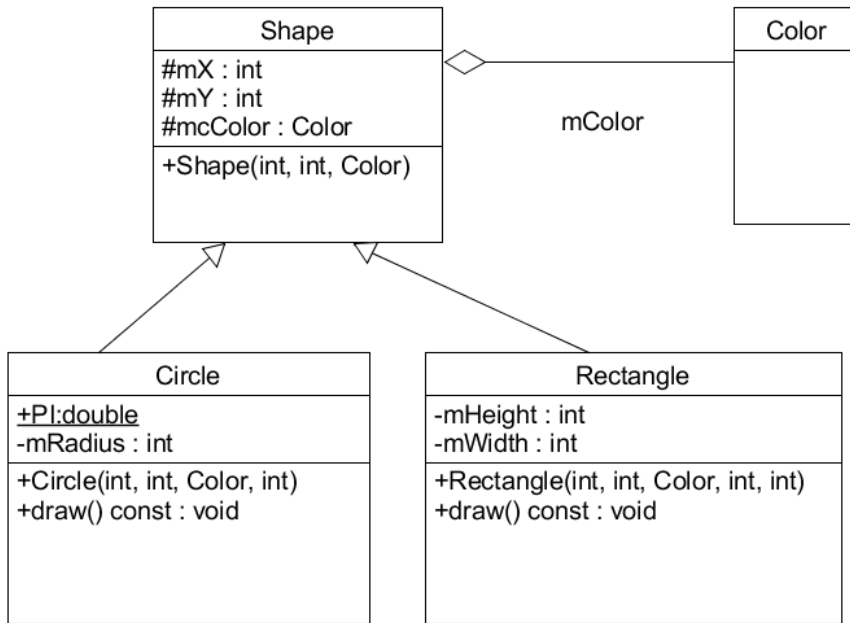 Shape
#mX : int
#mY : int
#mcColor : Color
+Shape(int, int, Color)
Color
mColor
Circle
+PI:double
-mRadius : int
+Circle(int, int, Color, int)
+draw() const : void
Rectangle
-mHeight : int
-mWidth : int
+Rectangle(int, int, Color, int, int)
+draw() const : void